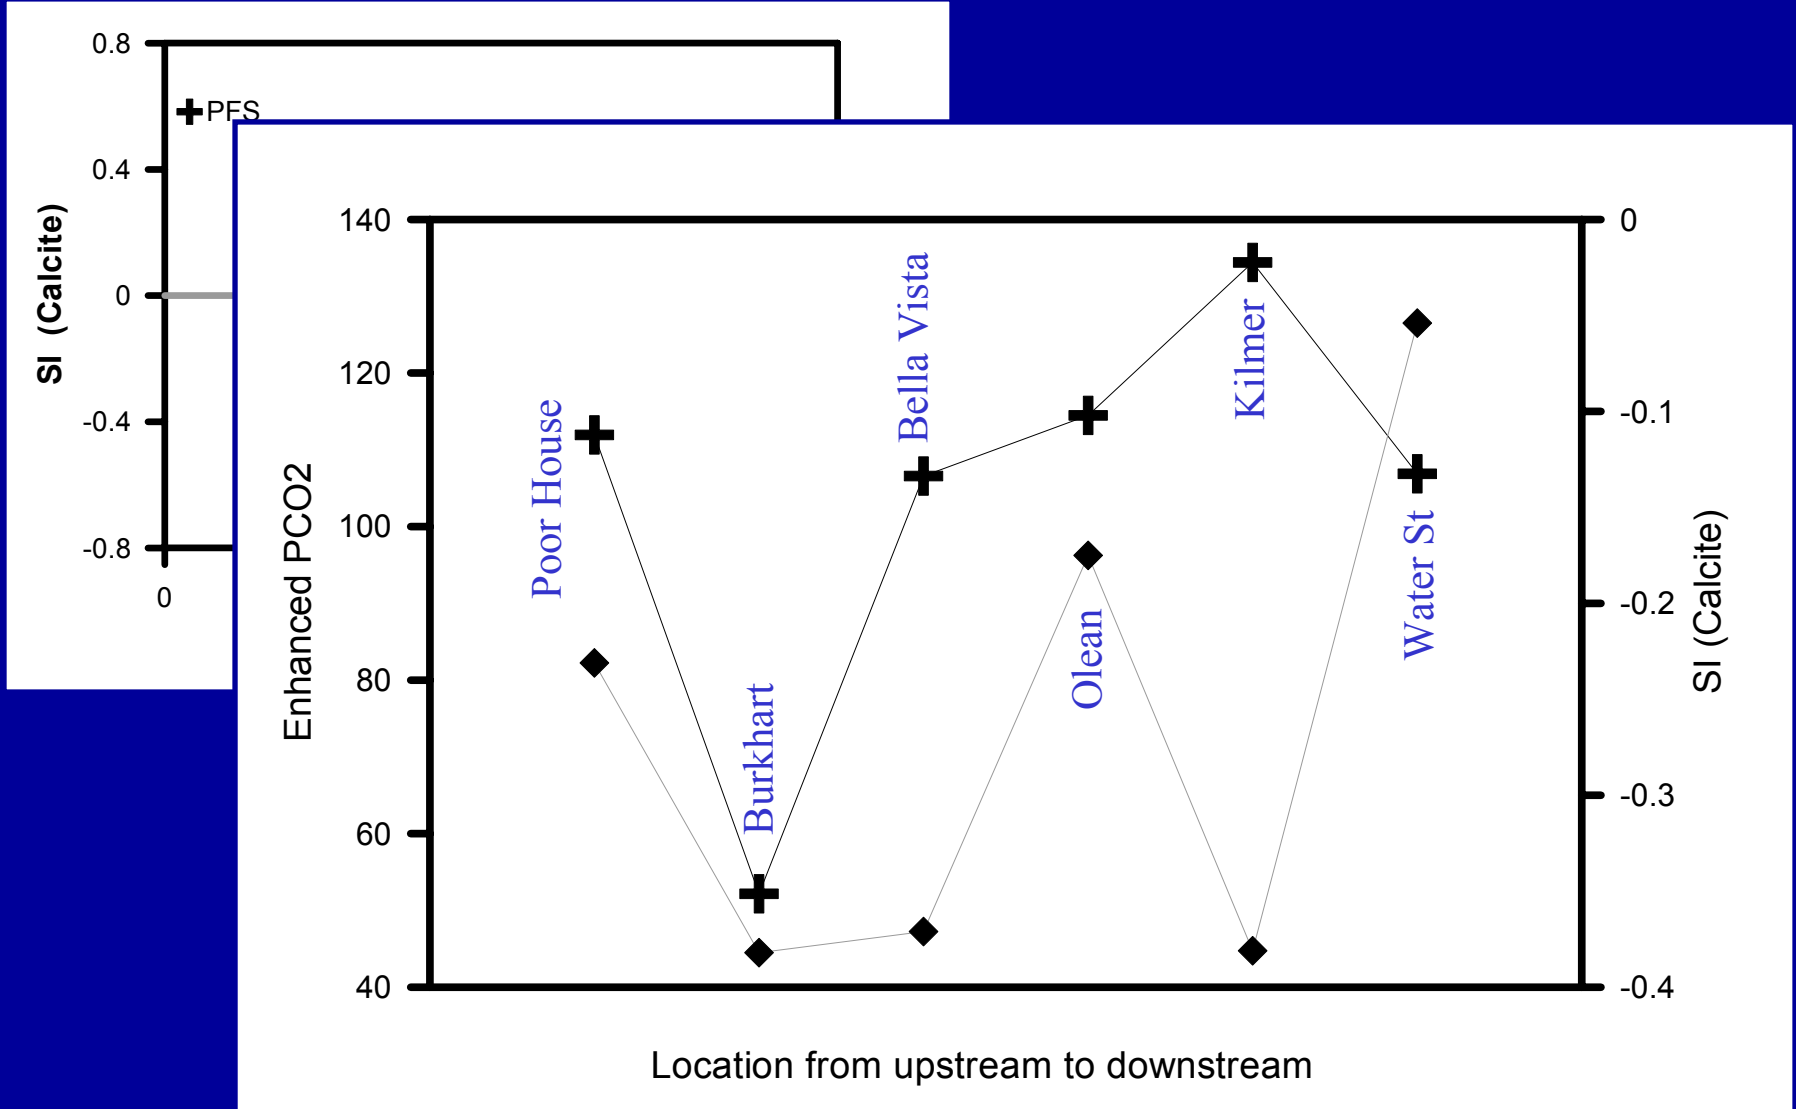 0.8
PFS
0.4
0
-0.4
-0.8
0
SI (Calcite)
140
120
100
80
60
40
Enhanced PCO2
Poor House
Burkhart
Bella Vista
Olean
Kilmer
Water St
0
-0.1
-0.2
-0.3
-0.4
SI (Calcite)
Location from upstream to downstream